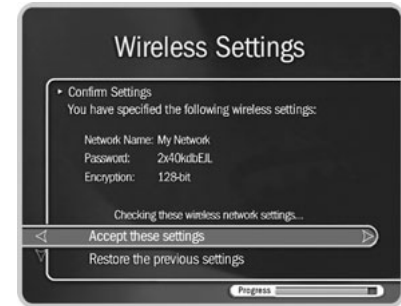 Wireless Settings
Confirm Settings
You have specified the following wireless settings:
Network Name: My Network
Password: 2x40kdbEJL
Encryption: 128-bit
Checking these wireless network settings...
Accept these settings
Restore the previous settings
Progress